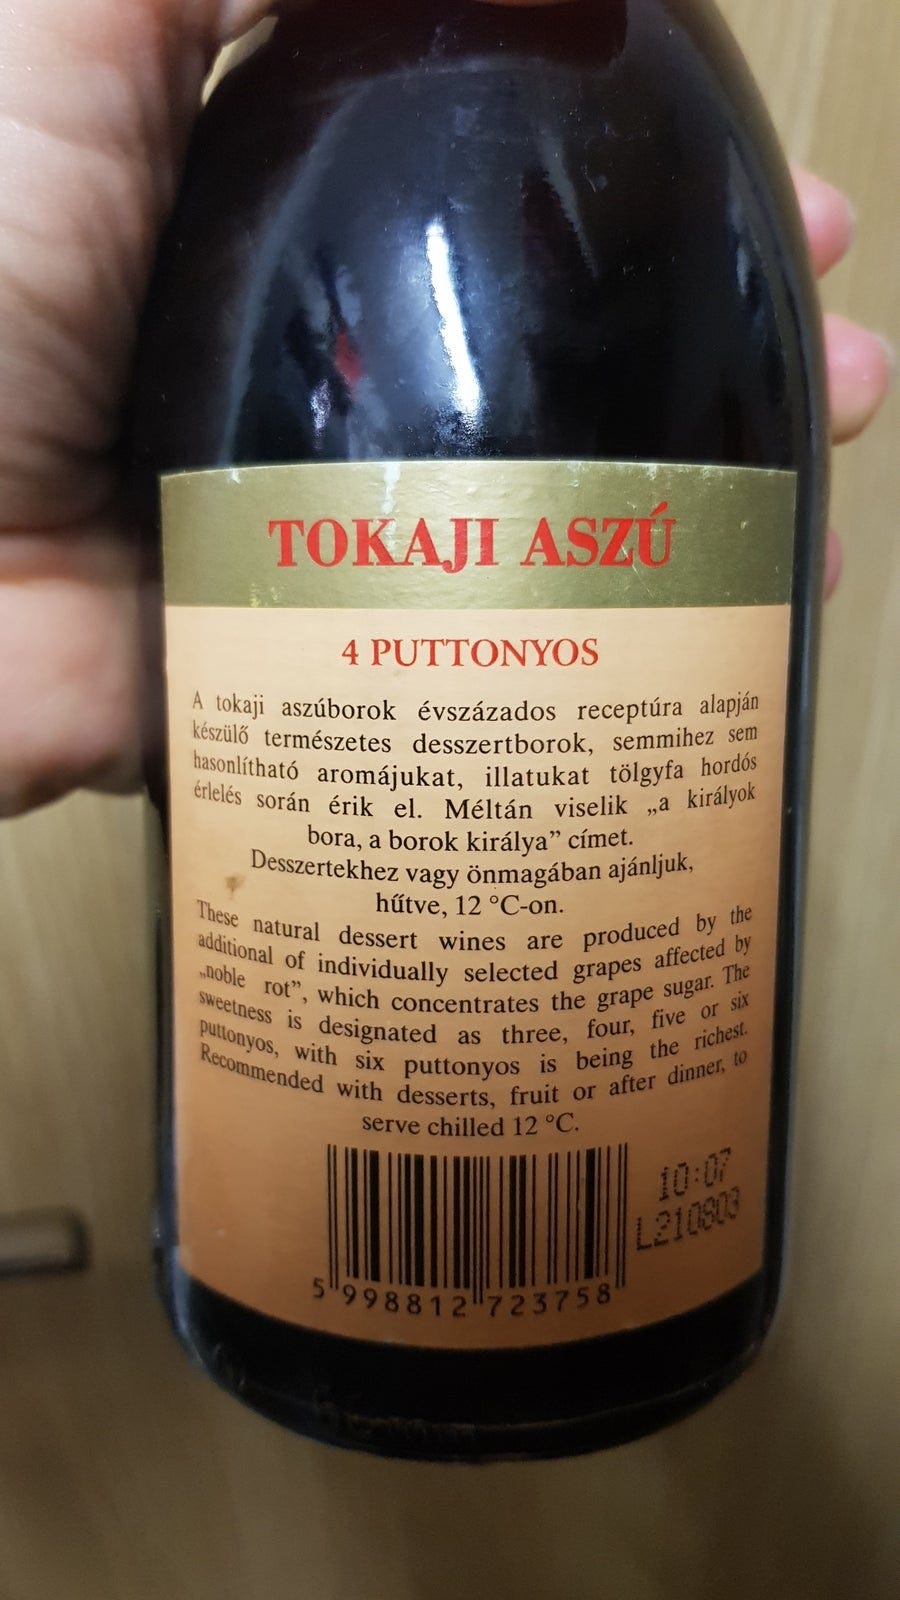 TOKAJI ASZÚ
4 PUTTONYOS
A tokaji aszúborok évszázados receptúra alapján
készülő természetes desszertborok, semmihez sem
hasonlítható aromájukat, illatukat tölgyfa hordós
érlelés során érik el. Méltán viselik „a királyok
bora, a borok királya” címet.
Desszertekhez vagy önmagában ajánljuk,
hűtve, 12 °C-on.
These natural dessert wines are produced by the
additional of individually selected grapes affected by
„noble rot”, which concentrates the grape sugar. The
sweetness is designated as three, four, five or six
puttonyos, with six puttonyos is being the richest.
Recommended with desserts, fruit or after dinner, to
serve chilled 12 °C.
10:07
L210803
5 998812 723758